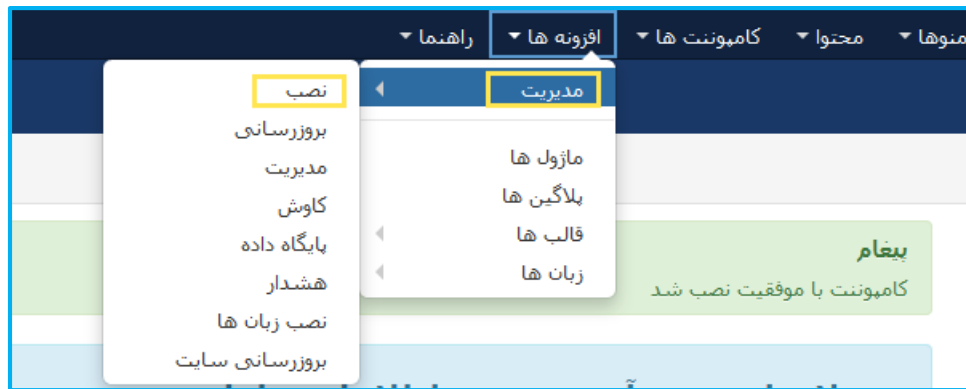 منوها محتوا کامپوننت ها افزونه ها راهنما
مدیریت
ماژول ها
پلاگین ها
قالب ها
زبان ها
نصب
بروزرسانی
مدیریت
کاوش
پایگاه داده
هشدار
نصب زبان ها
بروزرسانی سایت
پیغام
کامپوننت با موفقیت نصب شد